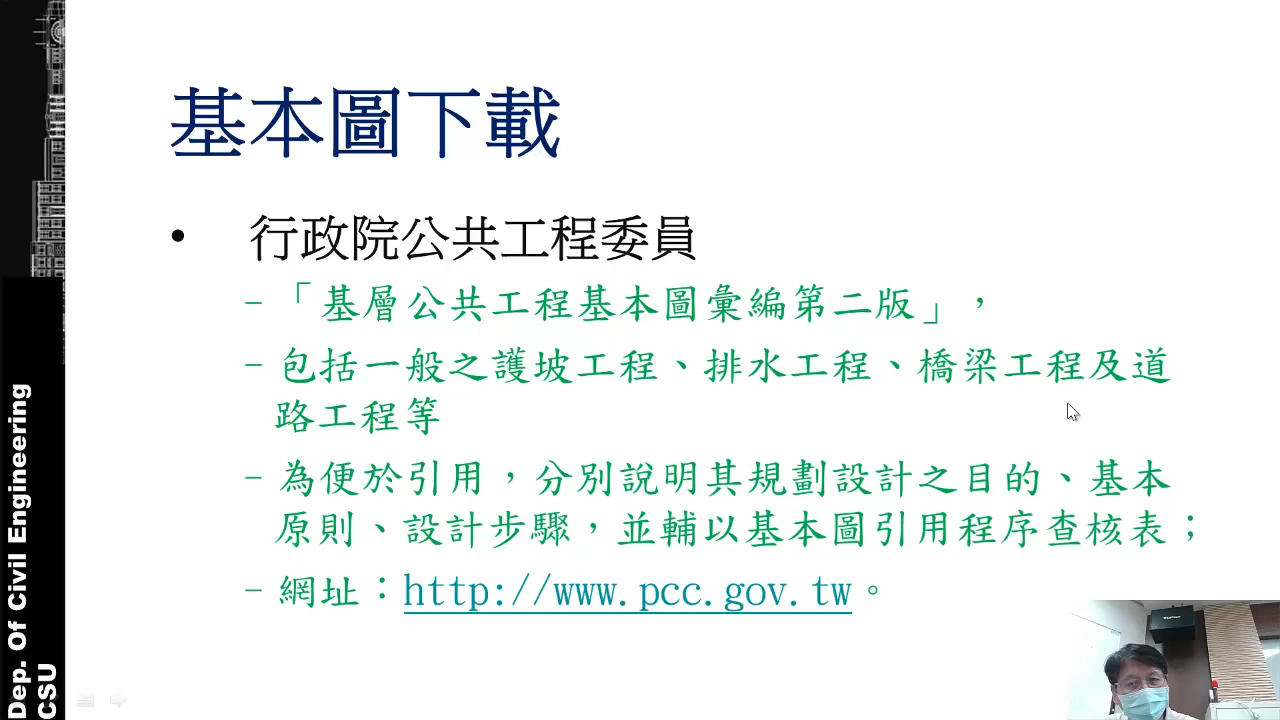 基本圖下載
• 行政院公共工程委員
–「基層公共工程基本圖彙編第二版」，
– 包括一般之護坡工程、排水工程、橋梁工程及道
路工程等
– 為便於引用，分別說明其規劃設計之目的、基本
原則、設計步驟，並輔以基本圖引用程序查核表；
– 網址：http://www.pcc.gov.tw。
Dep. Of Civil Engineering
CSU